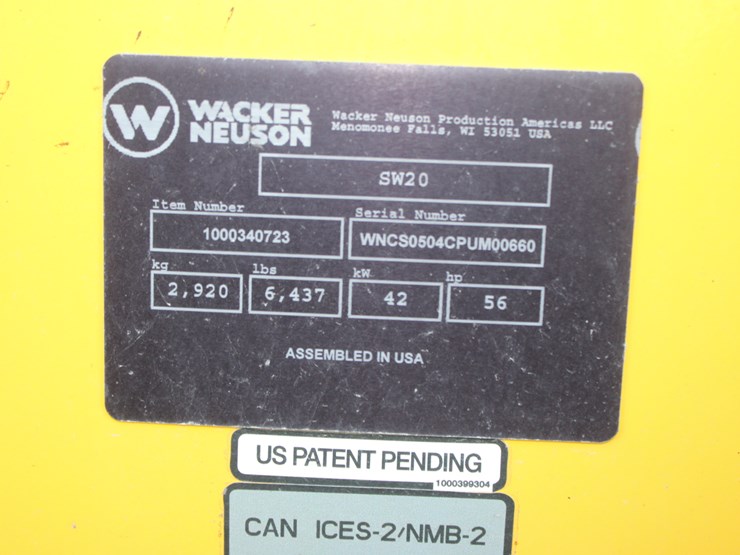 W WACKER
NEUSON
Wacker Neuson Production Americas LLC
Menomonee Falls, WI 53051 USA
SW20
Item Number Serial Number
1000340723 WNCS0504CPUM00660
kg lbs kW hp
2,920 6,437 42 56
ASSEMBLED IN USA
US PATENT PENDING
1000399304
CAN ICES-2/NMB-2